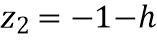 z₂ = −1−h